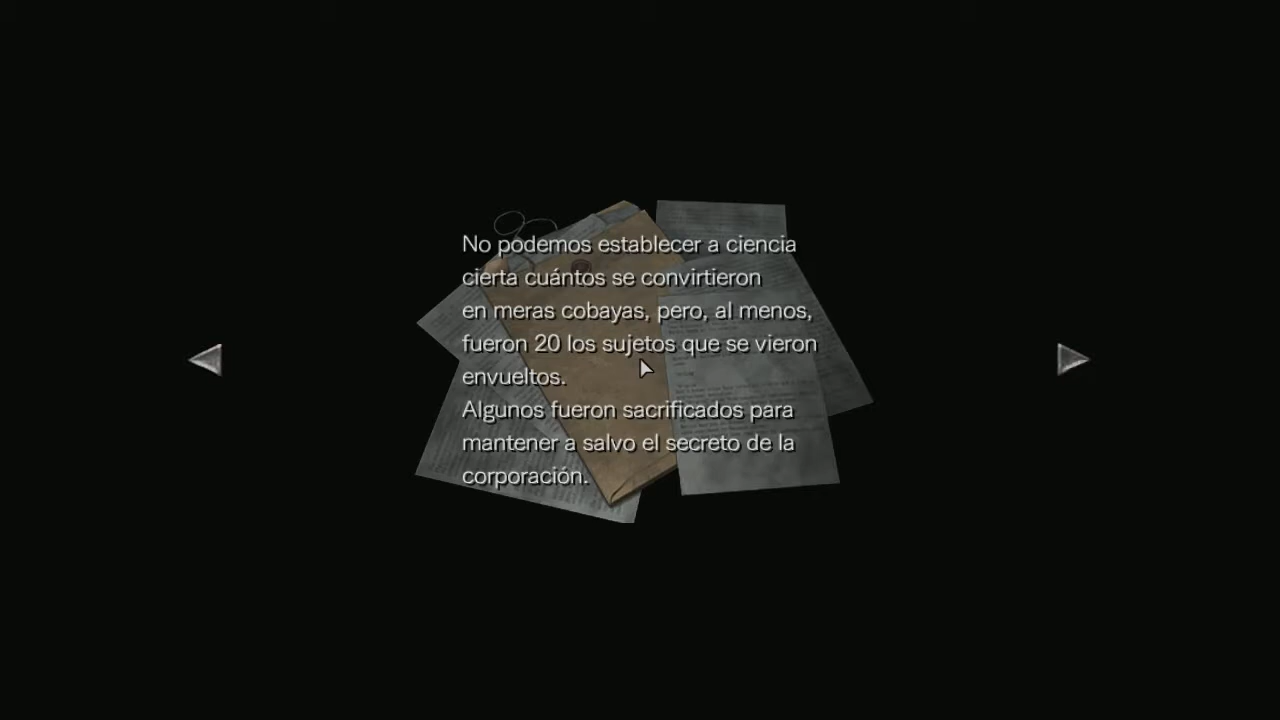 No podemos establecer a ciencia
cierta cuántos se convirtieron
en meras cobayas, pero, al menos,
fueron 20 los sujetos que se vieron
envueltos.
Algunos fueron sacrificados para
mantener a salvo el secreto de la
corporación.